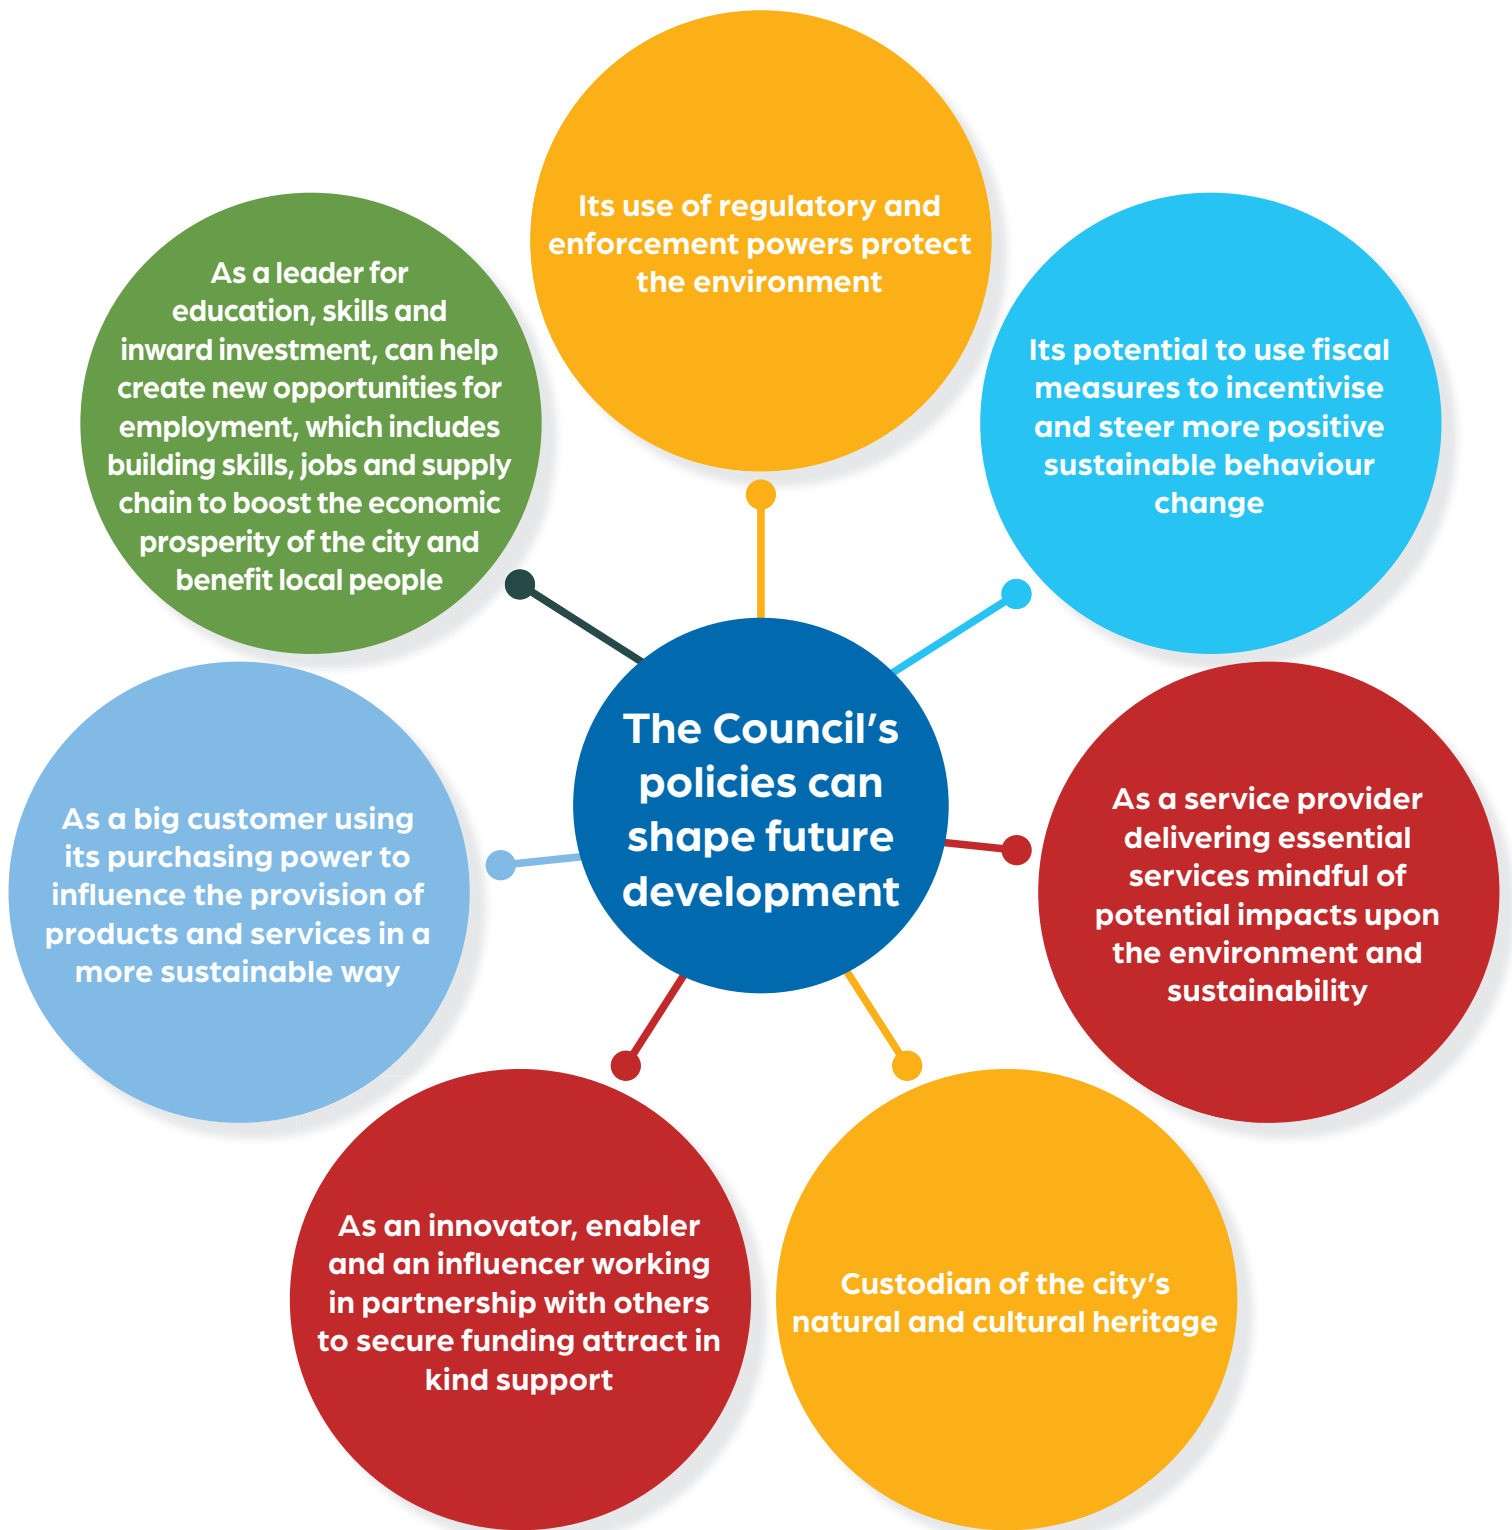 Its use of regulatory and
enforcement powers protect
the environment
As a leader for
education, skills and
inward investment, can help
create new opportunities for
employment, which includes
building skills, jobs and supply
chain to boost the economic
prosperity of the city and
benefit local people
Its potential to use fiscal
measures to incentivise
and steer more positive
sustainable behaviour
change
The Council’s
policies can
shape future
development
As a big customer using
its purchasing power to
influence the provision of
products and services in a
more sustainable way
As a service provider
delivering essential
services mindful of
potential impacts upon
the environment and
sustainability
As an innovator, enabler
and an influencer working
in partnership with others
to secure funding attract in
kind support
Custodian of the city’s
natural and cultural heritage